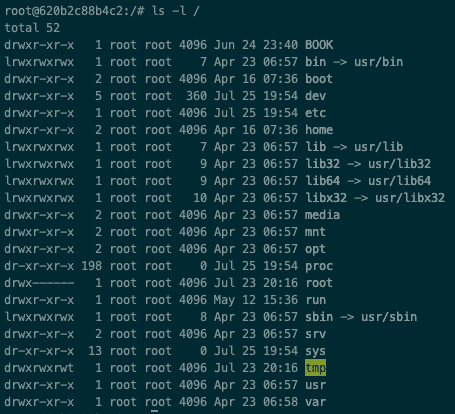 root@620b2c88b4c2:/# ls -l /
total 52
drwxr-xr-x   1 root root 4096 Jun 24 23:40 BOOK
lrwxrwxrwx   1 root root    7 Apr 23 06:57 bin -> usr/bin
drwxr-xr-x   2 root root 4096 Apr 16 07:36 boot
drwxr-xr-x   5 root root  360 Jul 25 19:54 dev
drwxr-xr-x   1 root root 4096 Jul 25 19:54 etc
drwxr-xr-x   2 root root 4096 Apr 16 07:36 home
lrwxrwxrwx   1 root root    7 Apr 23 06:57 lib -> usr/lib
lrwxrwxrwx   1 root root    9 Apr 23 06:57 lib32 -> usr/lib32
lrwxrwxrwx   1 root root    9 Apr 23 06:57 lib64 -> usr/lib64
lrwxrwxrwx   1 root root   10 Apr 23 06:57 libx32 -> usr/libx32
drwxr-xr-x   2 root root 4096 Apr 23 06:57 media
drwxr-xr-x   2 root root 4096 Apr 23 06:57 mnt
drwxr-xr-x   2 root root 4096 Apr 23 06:57 opt
dr-xr-xr-x 198 root root    0 Jul 25 19:54 proc
drwx------   1 root root 4096 Jul 23 20:16 root
drwxr-xr-x   1 root root 4096 May 12 15:36 run
lrwxrwxrwx   1 root root    8 Apr 23 06:57 sbin -> usr/sbin
drwxr-xr-x   2 root root 4096 Apr 23 06:57 srv
dr-xr-xr-x  13 root root    0 Jul 25 19:54 sys
drwxrwxrwt   1 root root 4096 Jul 23 20:16 tmp
drwxr-xr-x   1 root root 4096 Apr 23 06:57 usr
drwxr-xr-x   1 root root 4096 Apr 23 06:58 var